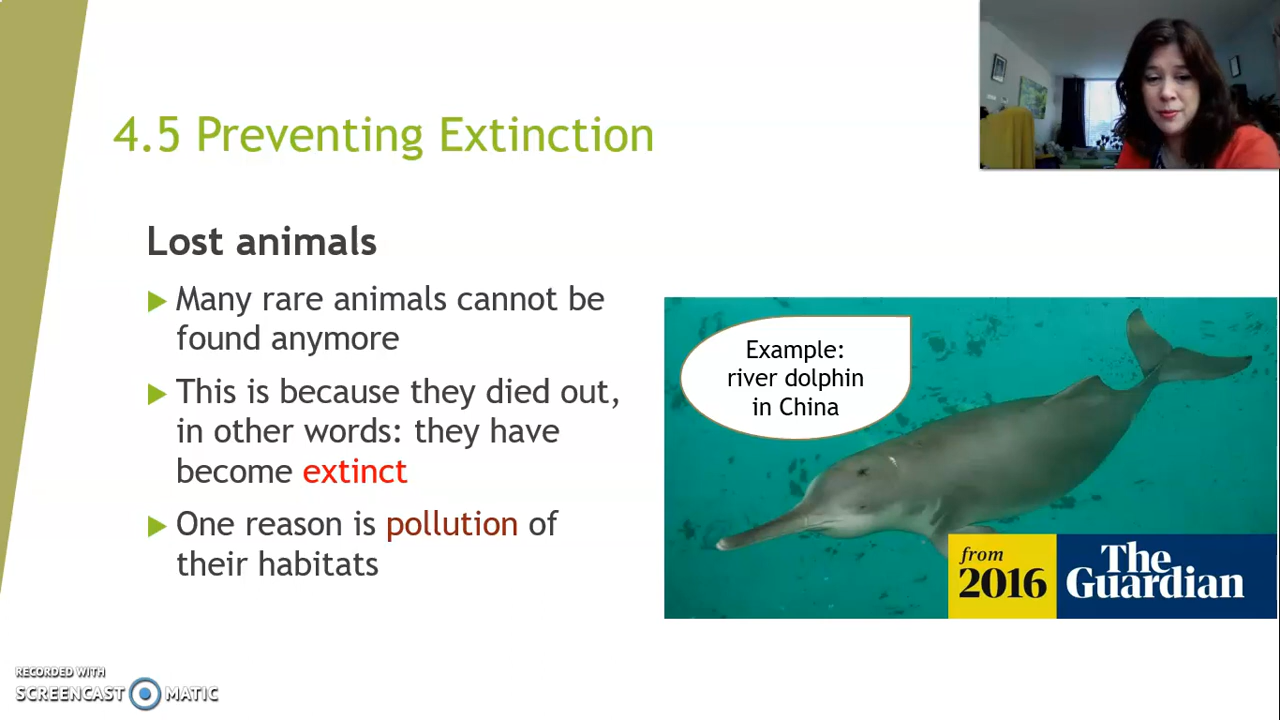 4.5 Preventing Extinction
Lost animals
Many rare animals cannot be
found anymore
This is because they died out,
in other words: they have
become extinct
One reason is pollution of
their habitats
Example:
river dolphin
in China
from
2016
The
Guardian
RECORDED WITH
SCREENCAST MATIC